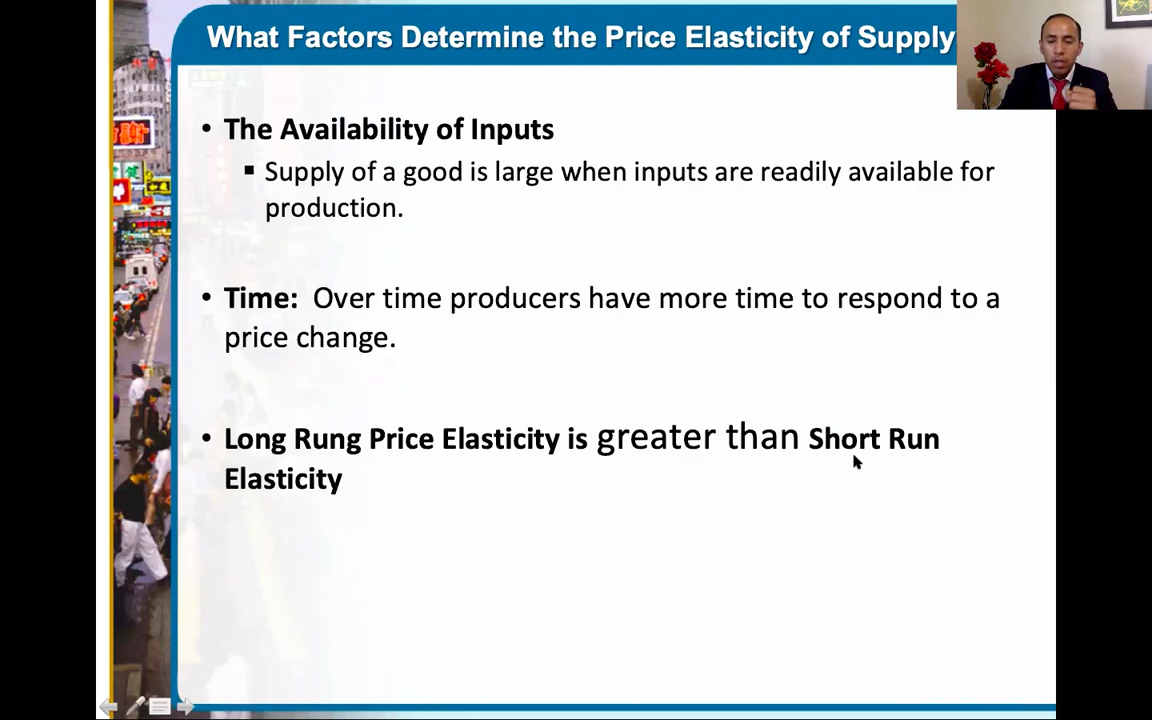 What Factors Determine the Price Elasticity of Supply
• The Availability of Inputs
▪ Supply of a good is large when inputs are readily available for
production.
• Time: Over time producers have more time to respond to a
price change.
• Long Rung Price Elasticity is greater than Short Run
Elasticity